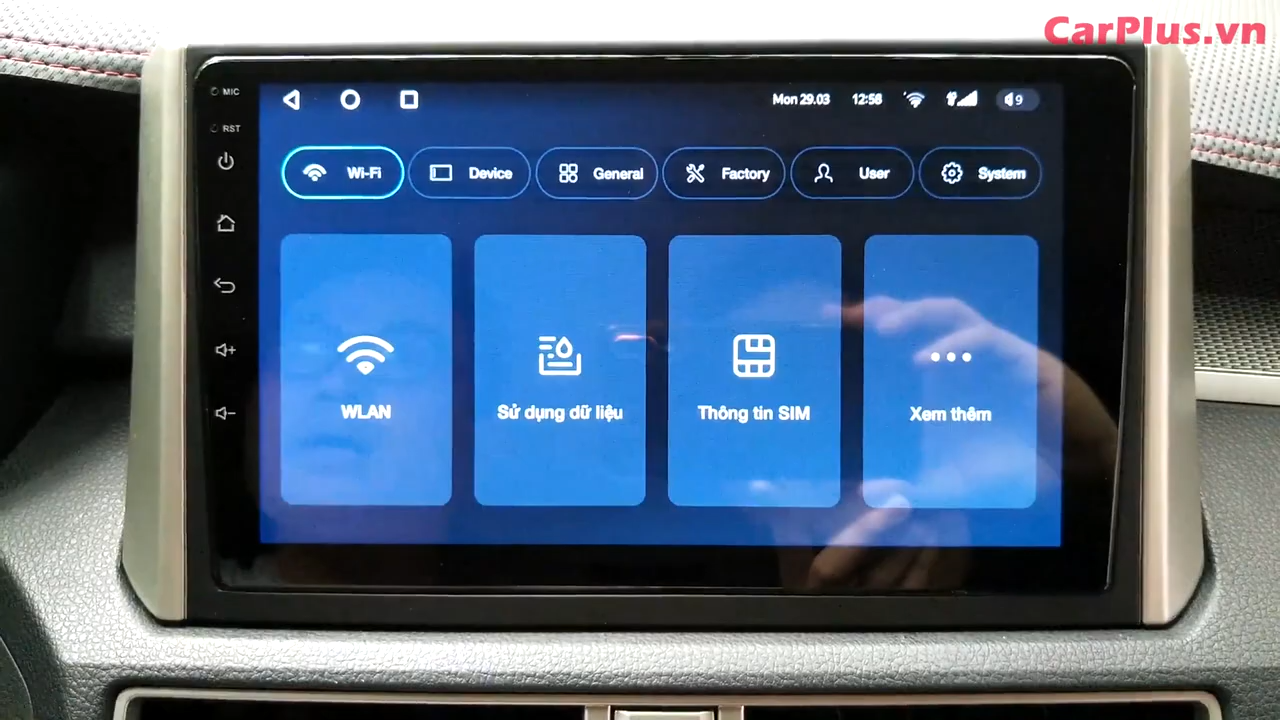 CarPlus.vn
MIC
Mon 29.03 12:58 9
RST
Wi-Fi Device General Factory User System
WLAN Sử dụng dữ liệu Thông tin SIM Xem thêm